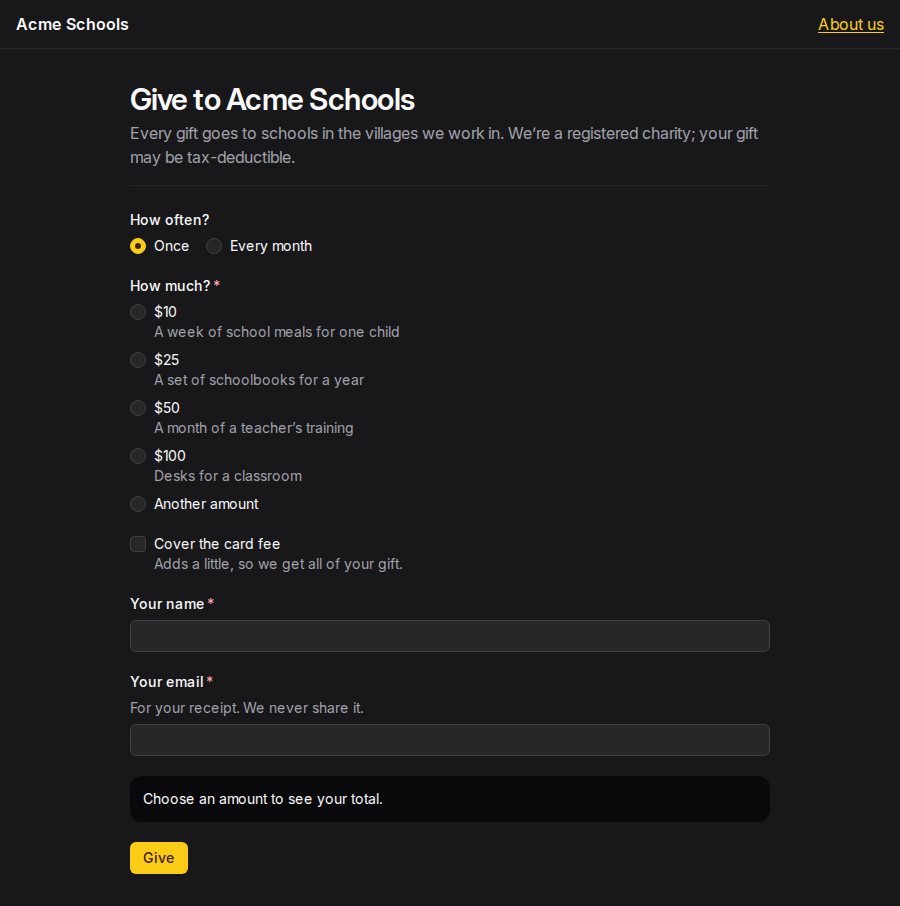 Acme Schools
About us
Give to Acme Schools
Every gift goes to schools in the villages we work in. We're a registered charity; your gift
may be tax-deductible.
How often?
Once
Every month
How much? *
$10
A week of school meals for one child
$25
A set of schoolbooks for a year
$50
A month of a teacher's training
$100
Desks for a classroom
Another amount
Cover the card fee
Adds a little, so we get all of your gift.
Your name *
Your email *
For your receipt. We never share it.
Choose an amount to see your total.
Give